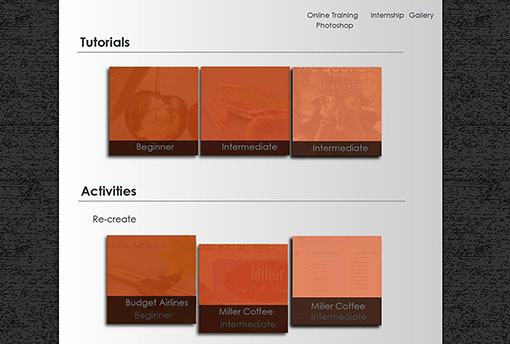 Online Training Internship Gallery
Photoshop
Tutorials
Beginner Intermediate Intermediate
Activities
Re-create
Budget Airlines Miller Coffee Miller Coffee
Beginner Intermediate Intermediate
Miller